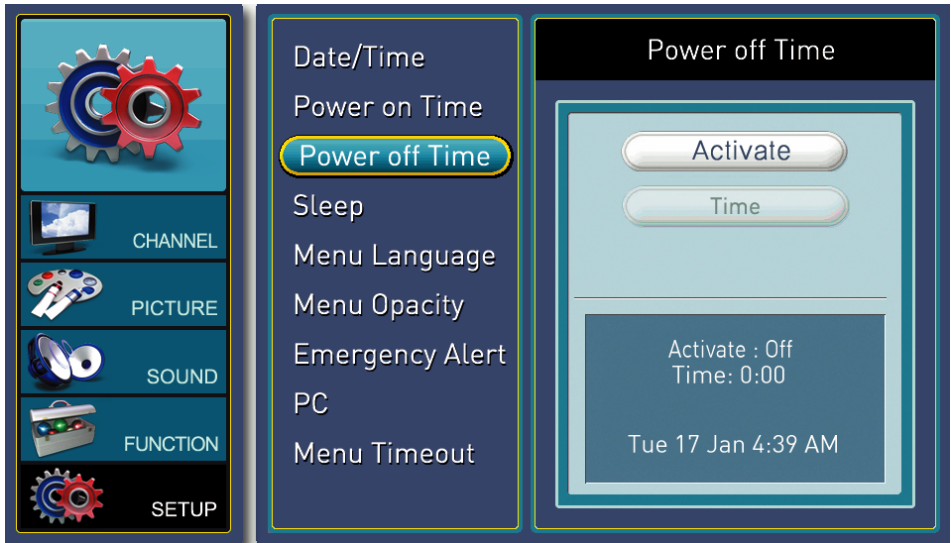 CHANNEL
PICTURE
SOUND
FUNCTION
SETUP
Date/Time
Power on Time
Power off Time
Sleep
Menu Language
Menu Opacity
Emergency Alert
PC
Menu Timeout
Power off Time
Activate
Time
Activate : Off
Time: 0:00
Tue 17 Jan 4:39 AM